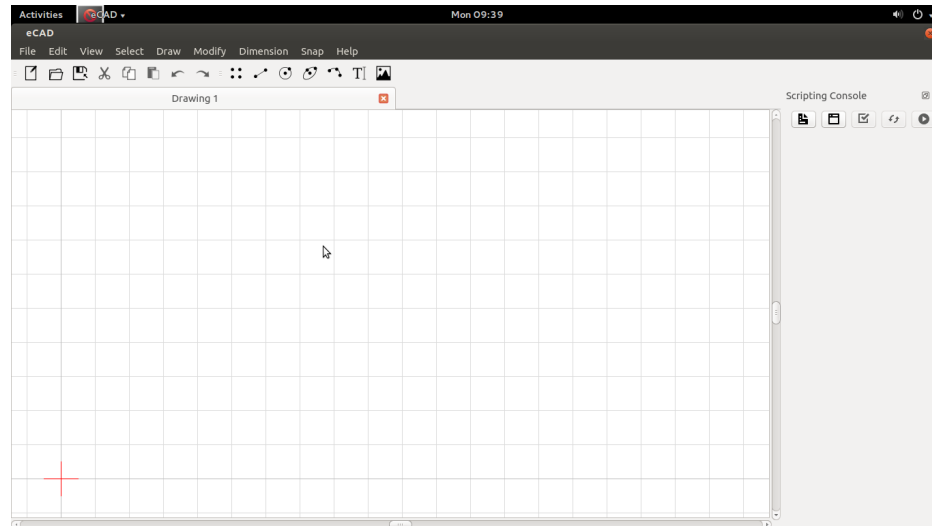 Activities eCAD Mon 09:39
eCAD
File Edit View Select Draw Modify Dimension Snap Help
TI
Drawing 1
Scripting Console